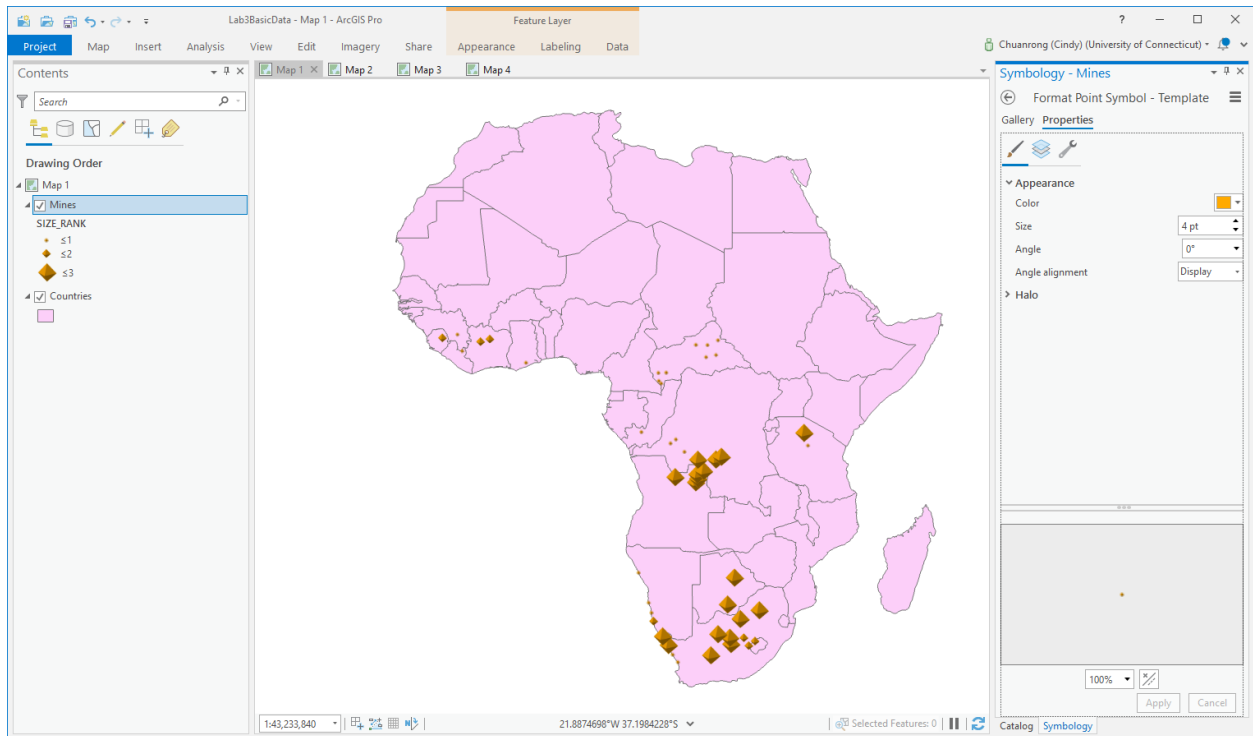 Lab3BasicData - Map 1 - ArcGIS Pro
Feature Layer
?
Project Map Insert Analysis View Edit Imagery Share Appearance Labeling Data
Chuanrong (Cindy) (University of Connecticut)
Contents
Search
Drawing Order
Map 1
Mines
SIZE_RANK
≤1
≤2
≤3
Countries
Map 1 Map 2 Map 3 Map 4
1:43,233,840
21.8874698°W 37.1984228°S
Selected Features: 0
Symbology - Mines
Format Point Symbol - Template
Gallery Properties
Appearance
Color
Size 4 pt
Angle 0°
Angle alignment Display
Halo
100%
Apply Cancel
Catalog Symbology